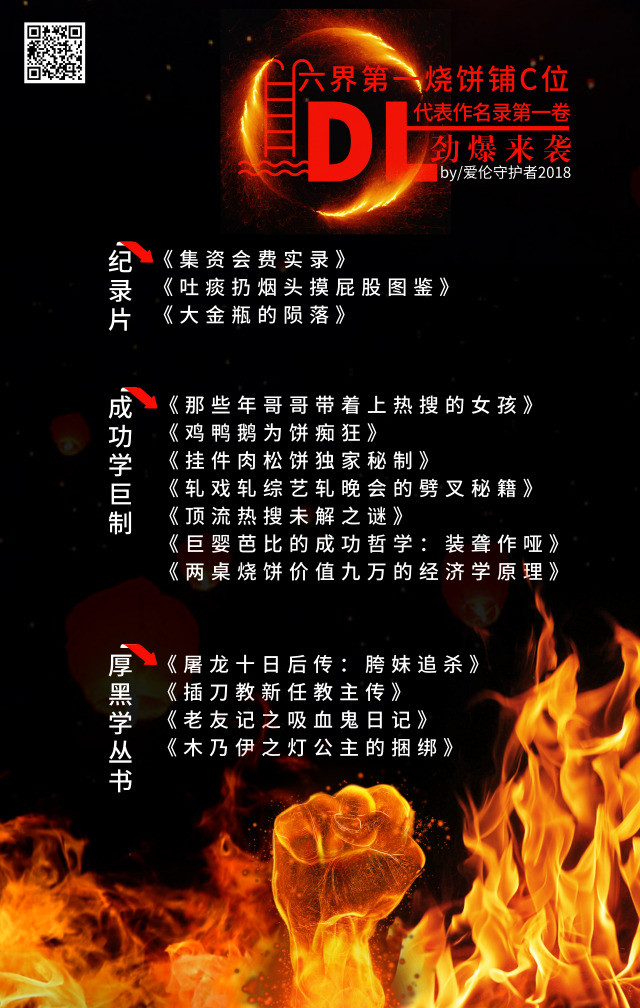 六界第一烧饼铺C位
DL
代表作名录第一卷
劲爆来袭
by/爱伦守护者2018
纪录片
《集资会费实录》
《吐痰扔烟头摸屁股图鉴》
《大金瓶的陨落》
成功学巨制
《那些年哥哥带着上热搜的女孩》
《鸡鸭鹅为饼痴狂》
《挂件肉松饼独家秘制》
《轧戏轧综艺轧晚会的劈叉秘籍》
《顶流热搜未解之谜》
《巨婴芭比的成功哲学：装聋作哑》
《两桌烧饼价值九万的经济学原理》
厚黑学丛书
《屠龙十日后传：胯妹追杀》
《插刀教新任教主传》
《老友记之吸血鬼日记》
《木乃伊之灯公主的捆绑》